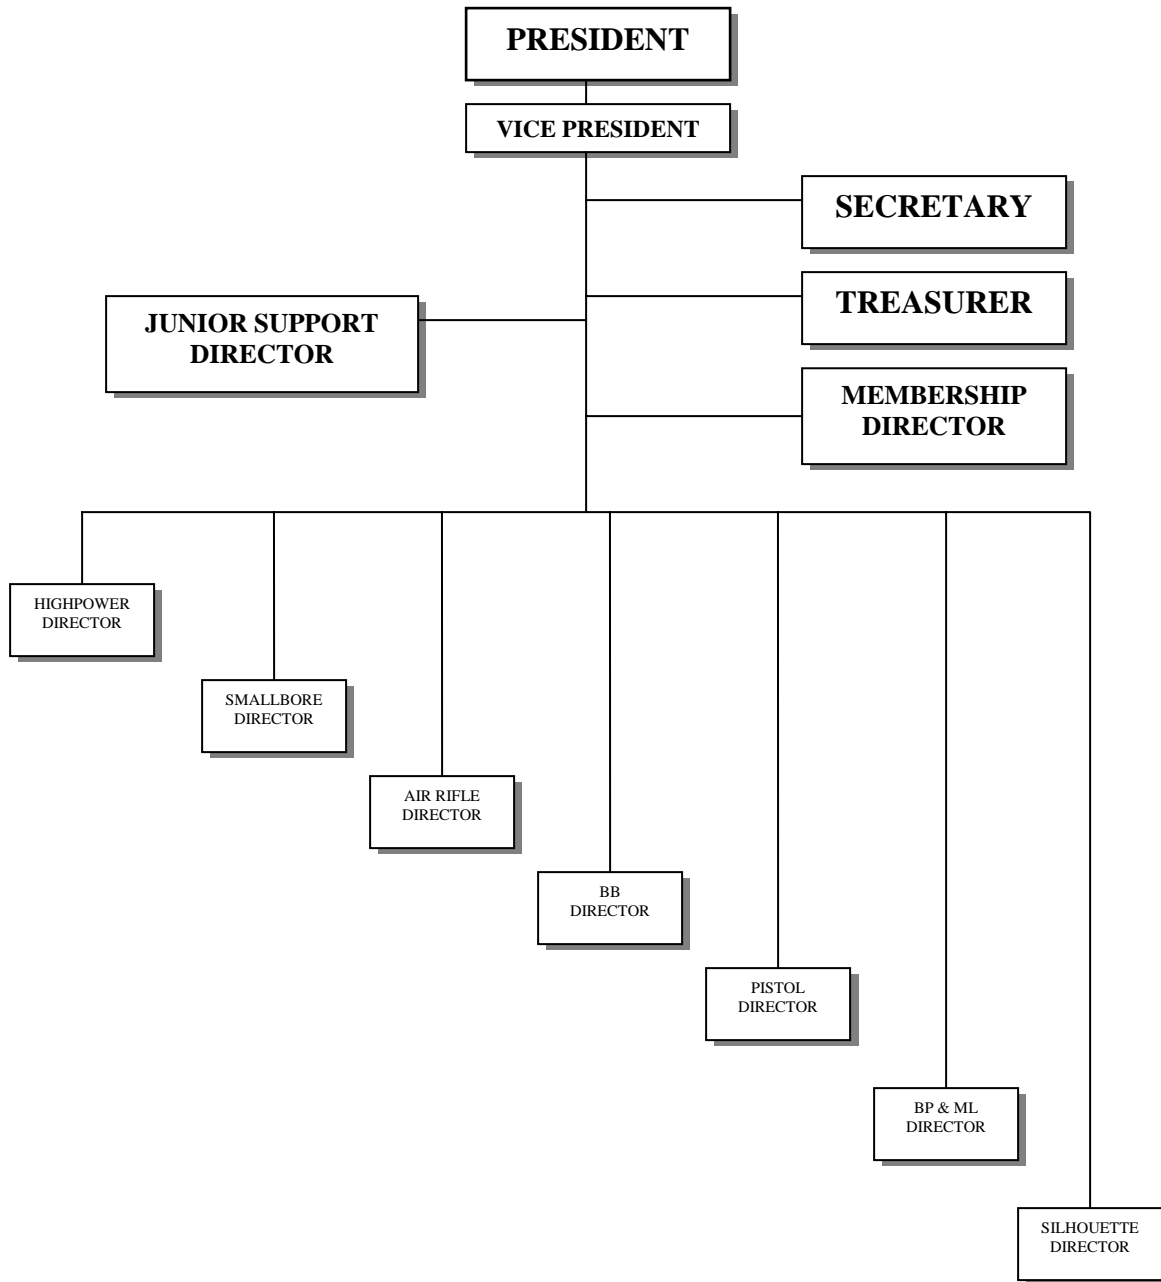 PRESIDENT
VICE PRESIDENT
SECRETARY
TREASURER
JUNIOR SUPPORT
DIRECTOR
MEMBERSHIP
DIRECTOR
HIGHPOWER
DIRECTOR
SMALLBORE
DIRECTOR
AIR RIFLE
DIRECTOR
BB
DIRECTOR
PISTOL
DIRECTOR
BP & ML
DIRECTOR
SILHOUETTE
DIRECTOR